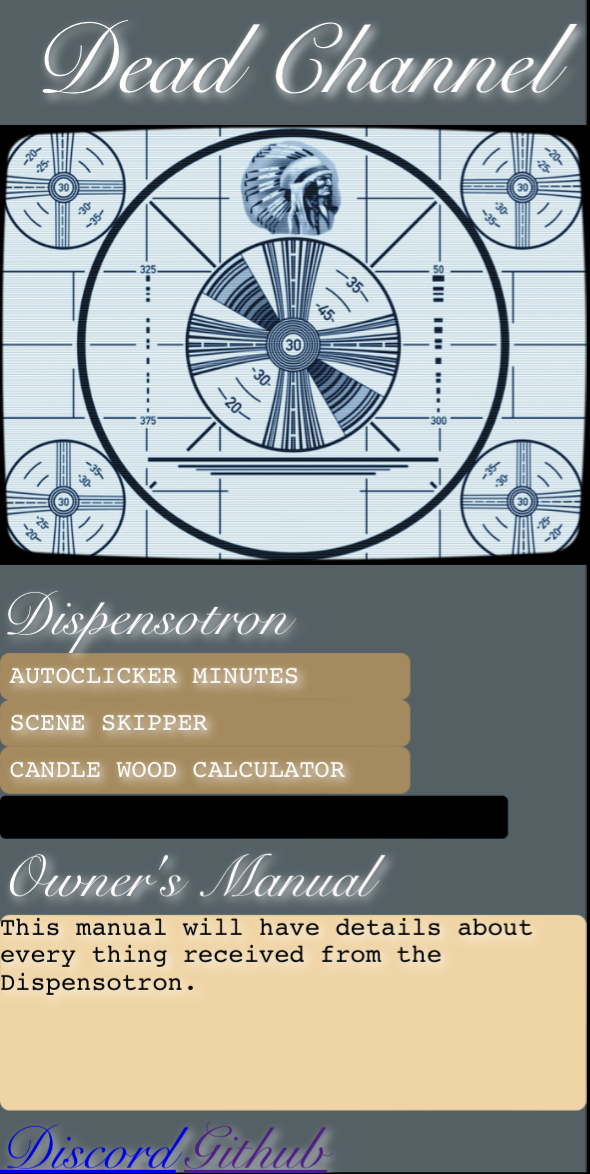 Dead Channel
-20-
-25-
30
-30-
-35-
-20-
-25-
30
-30-
-35-
325
50
-35-
-45-
30
-30-
-20-
375
300
-35-
-30-
30
-25-
-20-
-35-
-30-
30
-25-
-20-
Dispensotron
AUTOCLICKER MINUTES
SCENE SKIPPER
CANDLE WOOD CALCULATOR
Owner's Manual
This manual will have details about
every thing received from the
Dispensotron.
Discord Github